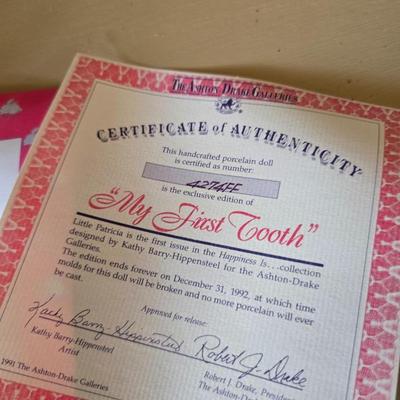 THE ASHTON-DRAKE GALLERIES
CERTIFICATE of AUTHENTICITY
This handcrafted porcelain doll
is certified as number:
4274FF
is the exclusive edition of
"My First Tooth"
Little Patricia is the first issue in the Happiness Is...collection
designed by Kathy Barry-Hippensteel for the Ashton-Drake
Galleries.
The edition ends forever on December 31, 1992, at which time
molds for this doll will be broken and no more porcelain will ever
be cast.
Approved for release:
Kathy Barry-Hippensteel Robert J. Drake
Kathy Barry-Hippensteel
Artist
Robert J. Drake, President
The Ashton-Drake
1991 The Ashton-Drake Galleries